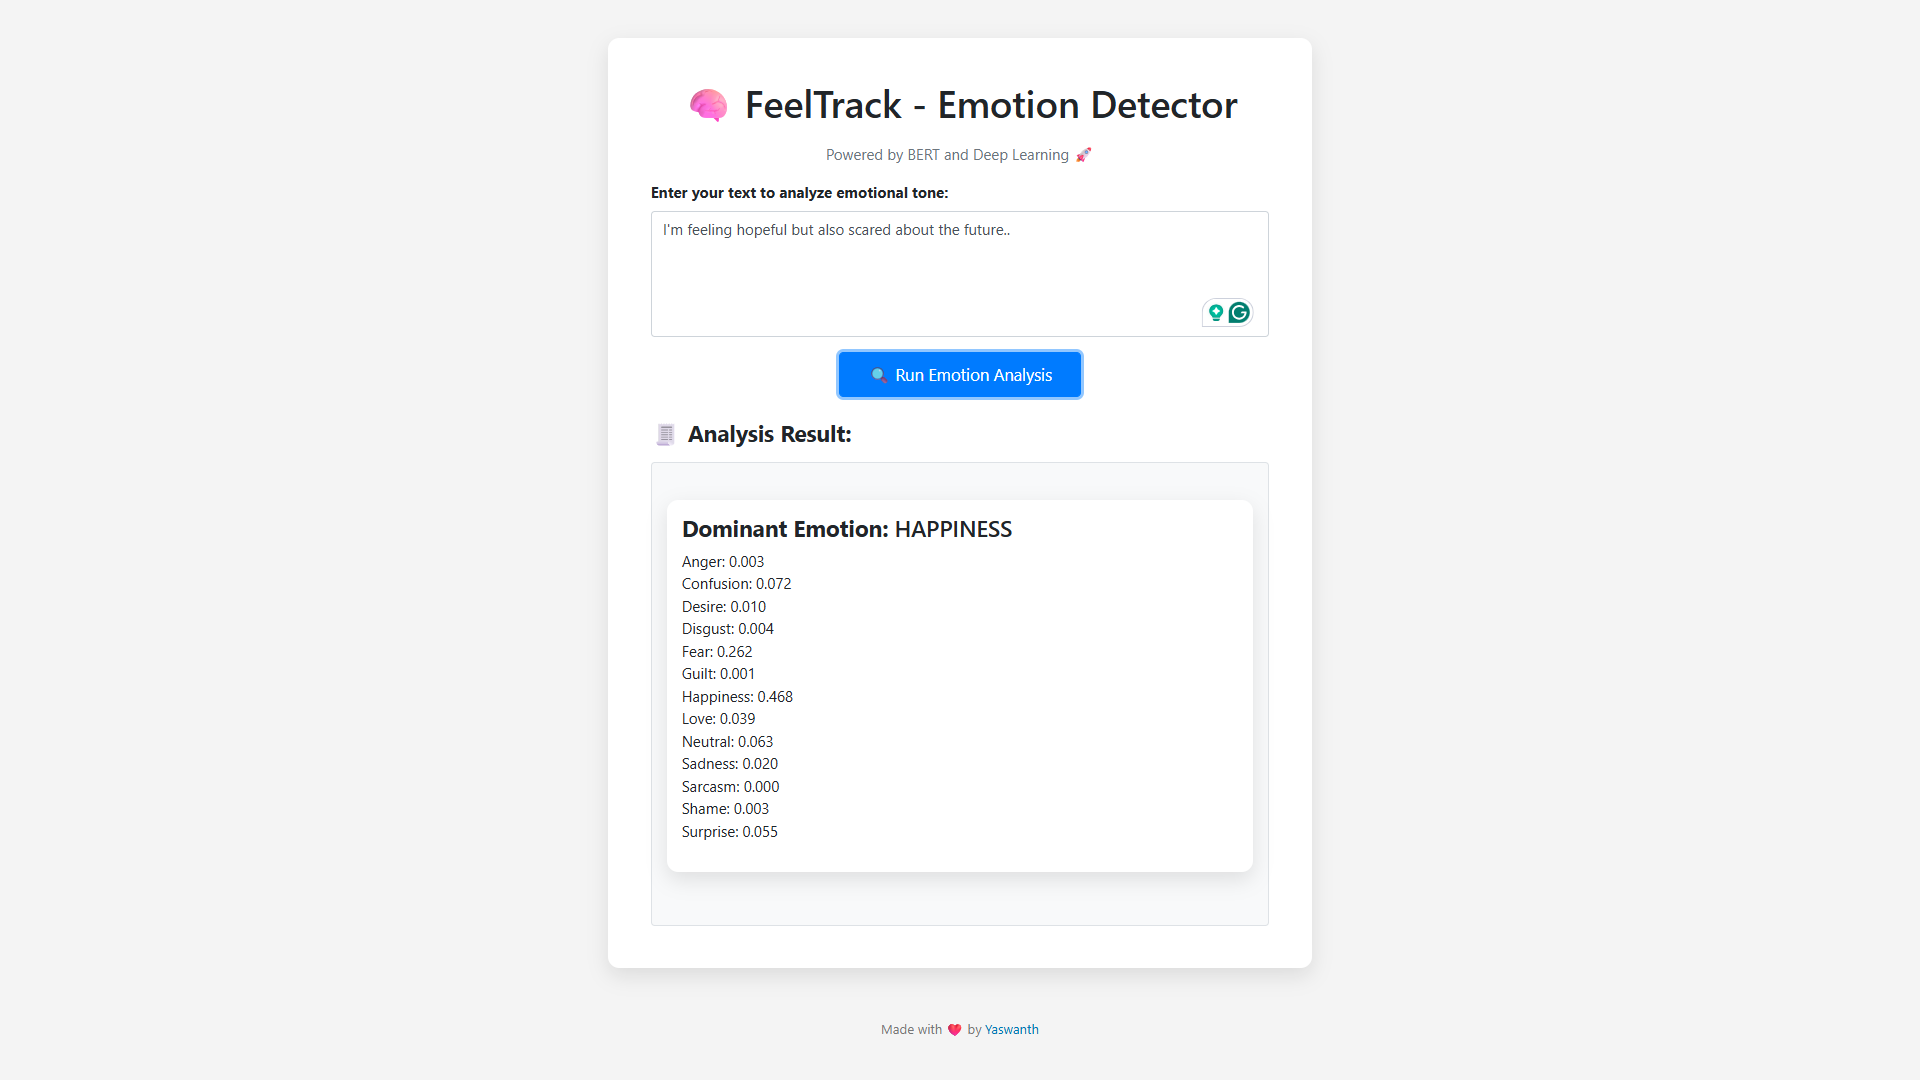 FeelTrack - Emotion Detector
Powered by BERT and Deep Learning 🚀
Enter your text to analyze emotional tone:
I'm feeling hopeful but also scared about the future..
Run Emotion Analysis
Analysis Result:
Dominant Emotion: HAPPINESS
Anger: 0.003
Confusion: 0.072
Desire: 0.010
Disgust: 0.004
Fear: 0.262
Guilt: 0.001
Happiness: 0.468
Love: 0.039
Neutral: 0.063
Sadness: 0.020
Sarcasm: 0.000
Shame: 0.003
Surprise: 0.055
Made with ❤️ by Yaswanth